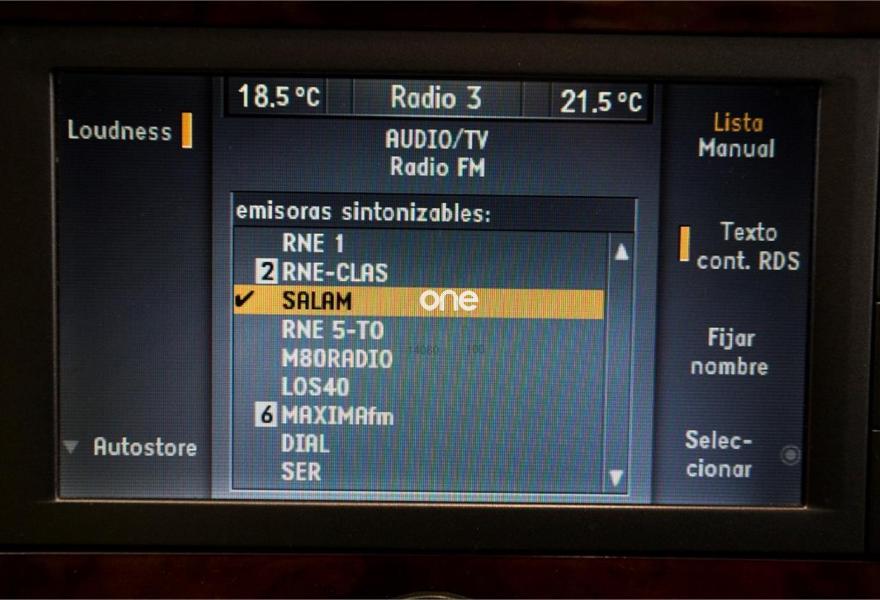 Loudness
Autostore
18.5°C Radio 3 21.5°C
AUDIO/TV
Radio FM
emisoras sintonizables:
RNE 1
2 RNE-CLAS
✔ SALAM
one
RNE 5-TO
M80RADIO
LOS40
6 MAXIMAfm
DIAL
SER
Lista
Manual
Texto
cont. RDS
Fijar
nombre
Selec-
cionar